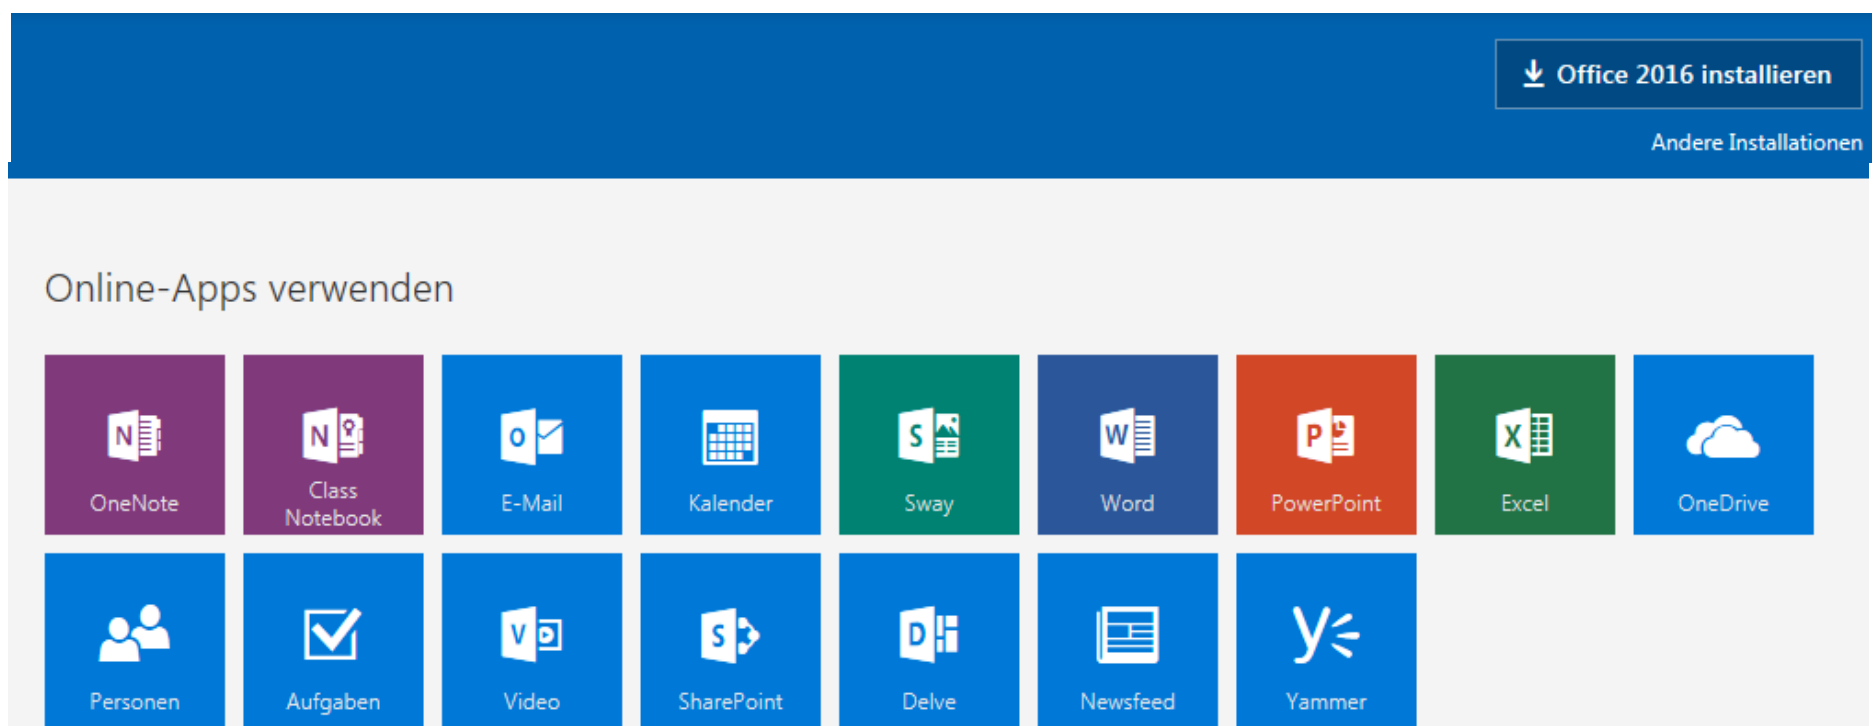 Office 2016 installieren
Andere Installationen
Online-Apps verwenden
OneNote
Class
Notebook
E-Mail
Kalender
Sway
Word
PowerPoint
Excel
OneDrive
Personen
Aufgaben
Video
SharePoint
Delve
Newsfeed
Yammer